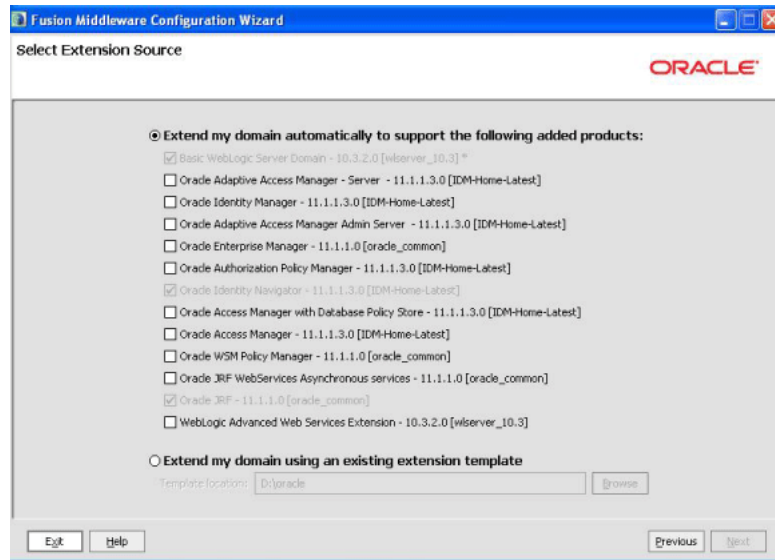 Fusion Middleware Configuration Wizard
Select Extension Source
ORACLE
Extend my domain automatically to support the following added products:
Basic WebLogic Server Domain - 10.3.2.0 [wlserver_10.3] *
Oracle Adaptive Access Manager - Server - 11.1.1.3.0 [IDM-Home-Latest]
Oracle Identity Manager - 11.1.1.3.0 [IDM-Home-Latest]
Oracle Adaptive Access Manager Admin Server - 11.1.1.3.0 [IDM-Home-Latest]
Oracle Enterprise Manager - 11.1.1.0 [oracle_common]
Oracle Authorization Policy Manager - 11.1.1.3.0 [IDM-Home-Latest]
Oracle Identity Navigator - 11.1.1.3.0 [IDM-Home-Latest]
Oracle Access Manager with Database Policy Store - 11.1.1.3.0 [IDM-Home-Latest]
Oracle Access Manager - 11.1.1.3.0 [IDM-Home-Latest]
Oracle WSM Policy Manager - 11.1.1.0 [oracle_common]
Oracle JRF WebServices Asynchronous services - 11.1.1.0 [oracle_common]
Oracle JRF - 11.1.1.0 [oracle_common]
WebLogic Advanced Web Services Extension - 10.3.2.0 [wlserver_10.3]
Extend my domain using an existing extension template
Template location: D:\oracle Browse
Exit Help Previous Next